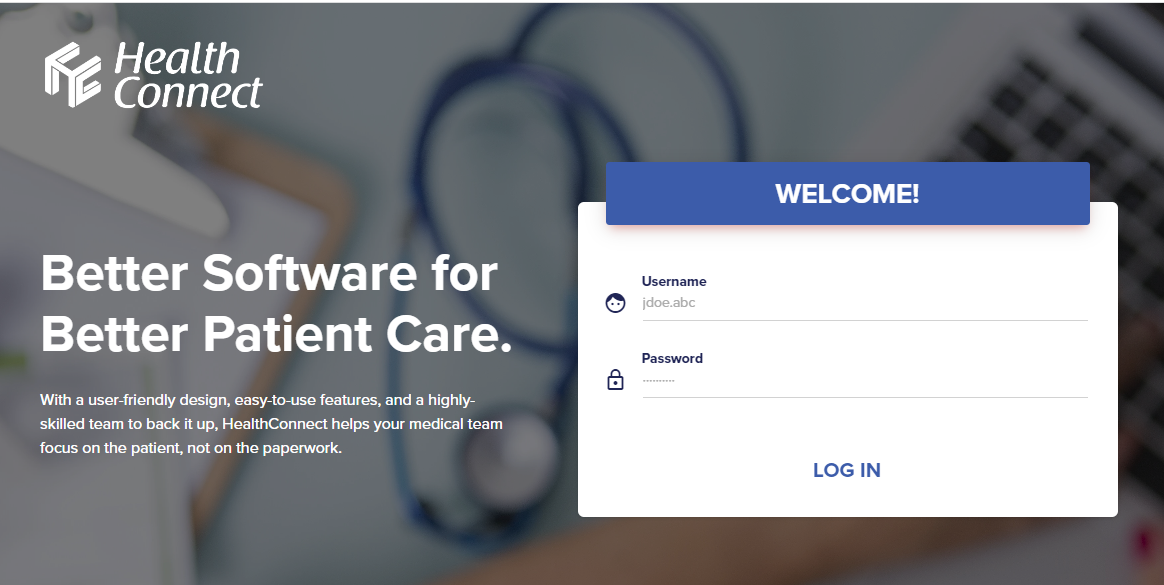 Health
Connect
WELCOME!
Better Software for
Better Patient Care.
With a user-friendly design, easy-to-use features, and a highly-
skilled team to back it up, HealthConnect helps your medical team
focus on the patient, not on the paperwork.
Username
jdoe.abc
Password
··········
LOG IN